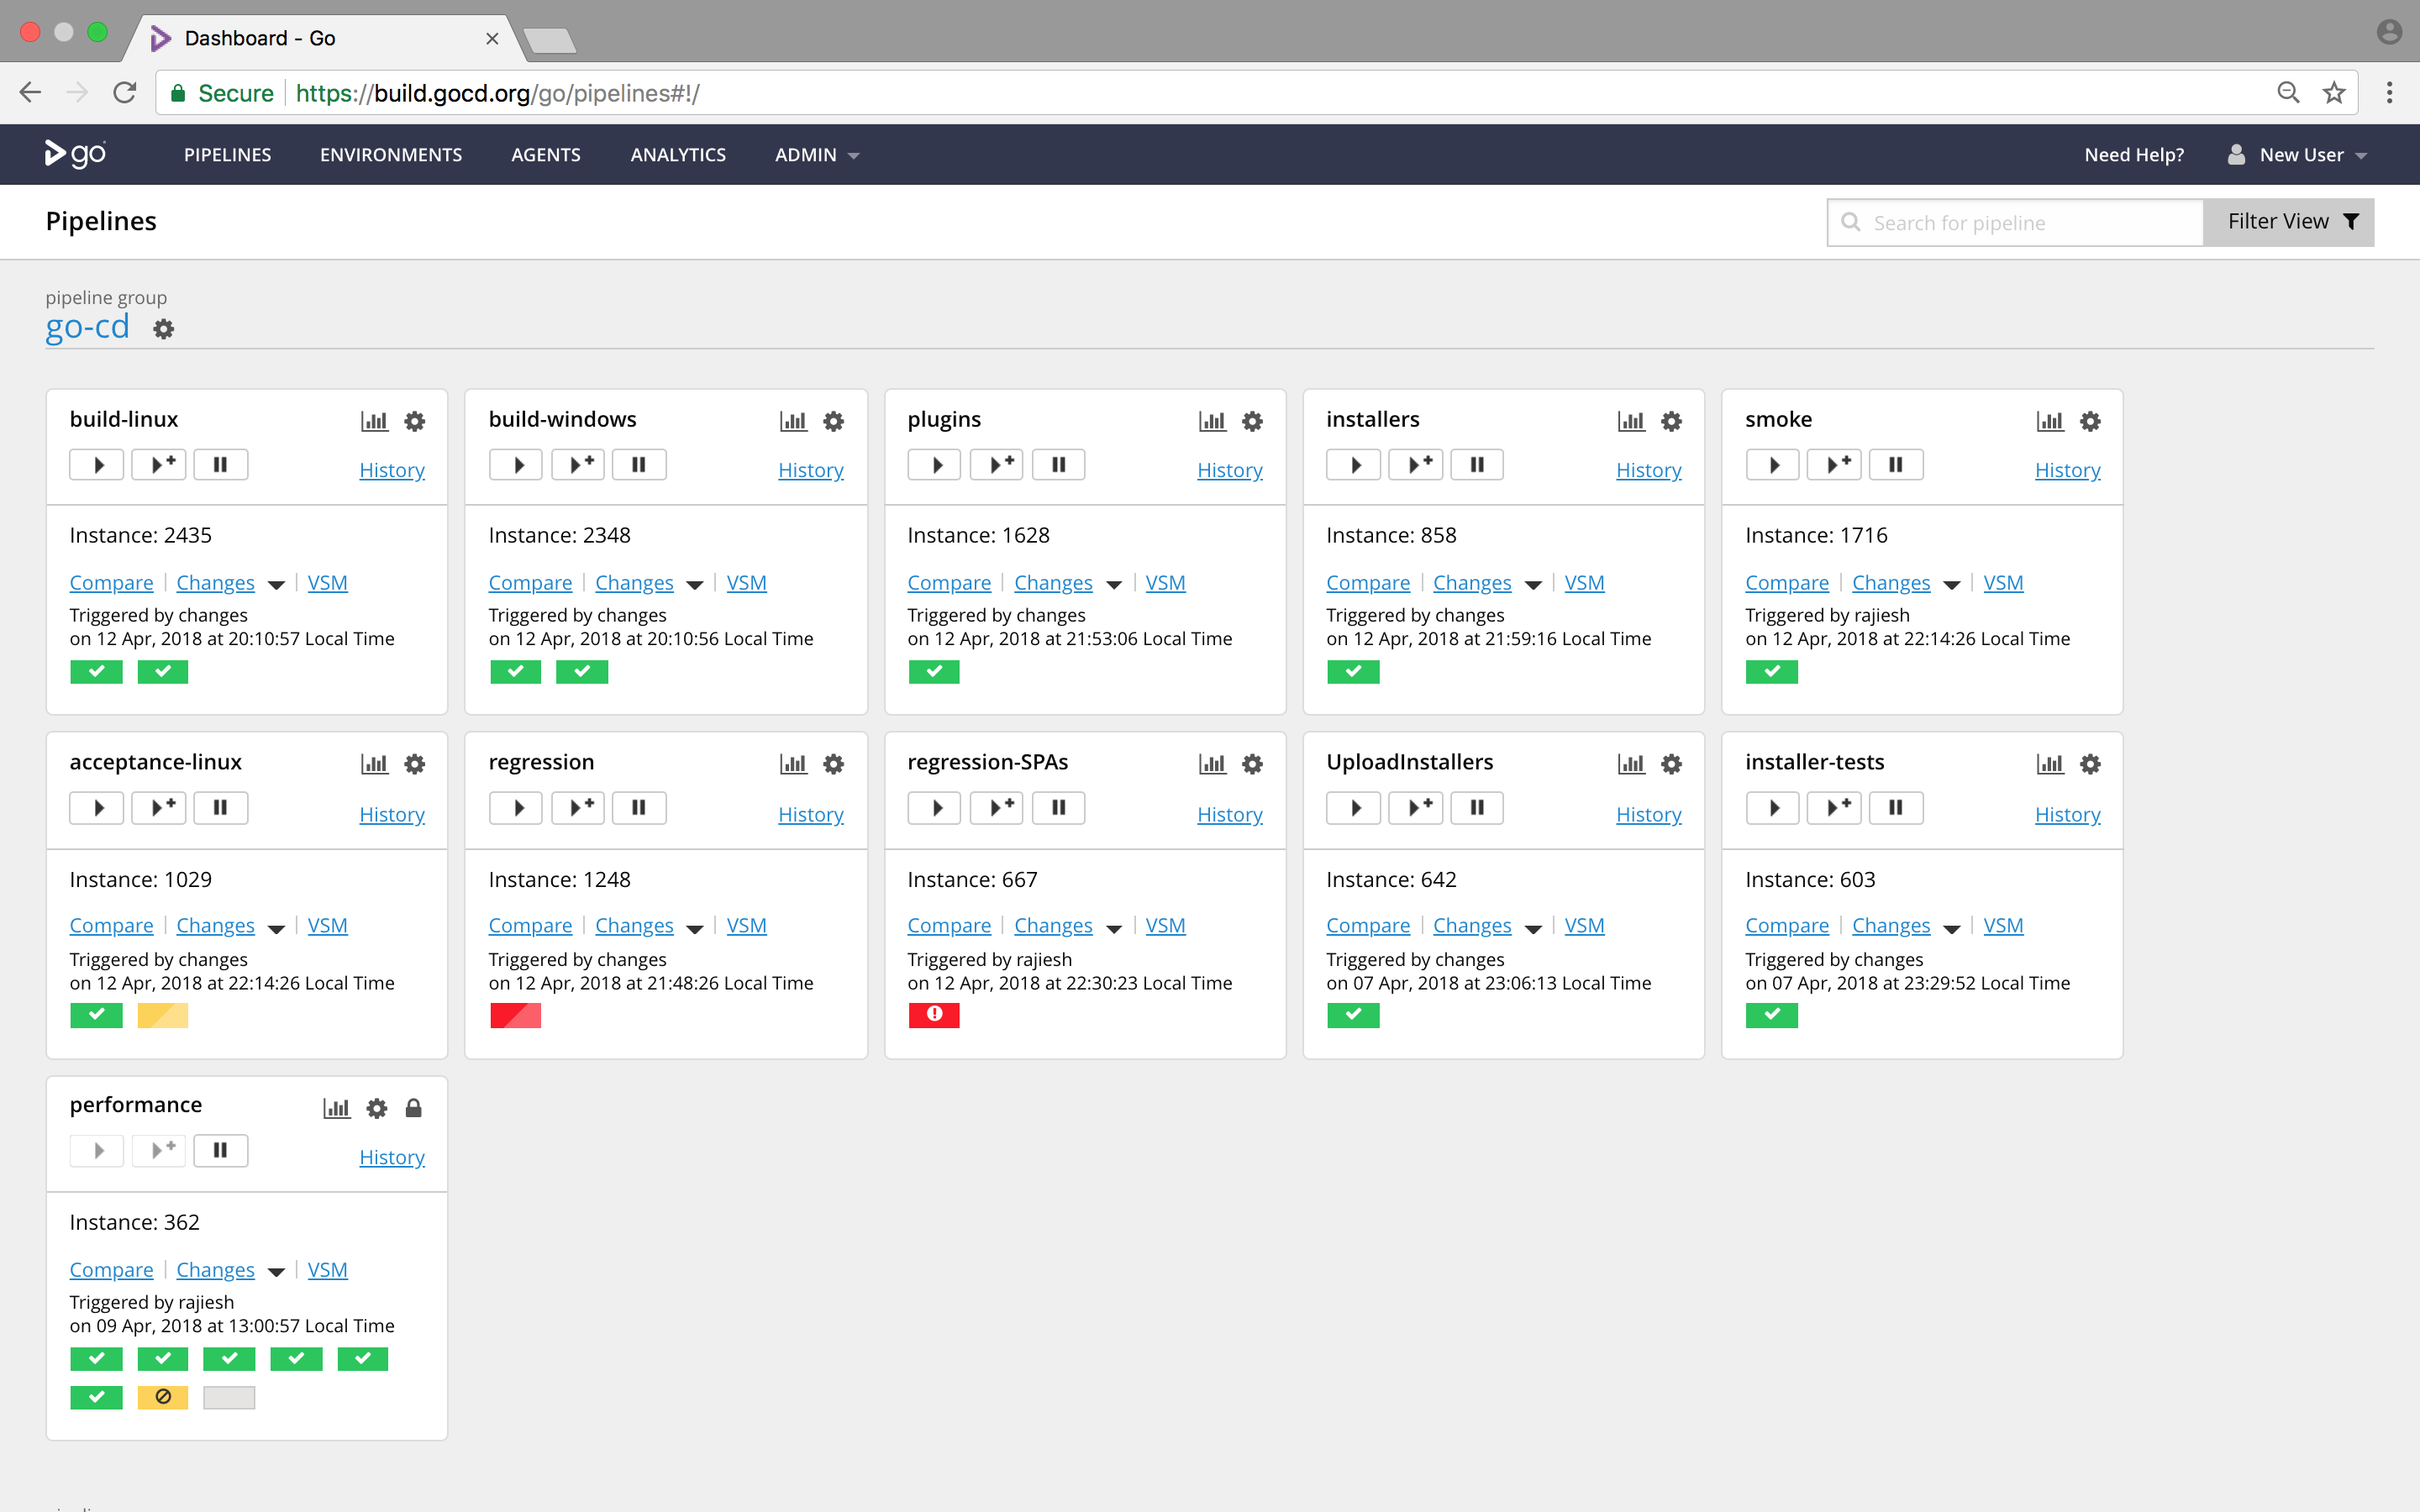 Dashboard - Go
Secure https://build.gocd.org/go/pipelines#!/
go PIPELINES ENVIRONMENTS AGENTS ANALYTICS ADMIN Need Help? New User
Pipelines Search for pipeline Filter View
pipeline group
go-cd
build-linux
History
Instance: 2435
Compare Changes VSM
Triggered by changes
on 12 Apr, 2018 at 20:10:57 Local Time
build-windows
History
Instance: 2348
Compare Changes VSM
Triggered by changes
on 12 Apr, 2018 at 20:10:56 Local Time
plugins
History
Instance: 1628
Compare Changes VSM
Triggered by changes
on 12 Apr, 2018 at 21:53:06 Local Time
installers
History
Instance: 858
Compare Changes VSM
Triggered by changes
on 12 Apr, 2018 at 21:59:16 Local Time
smoke
History
Instance: 1716
Compare Changes VSM
Triggered by rajiesh
on 12 Apr, 2018 at 22:14:26 Local Time
acceptance-linux
History
Instance: 1029
Compare Changes VSM
Triggered by changes
on 12 Apr, 2018 at 22:14:26 Local Time
regression
History
Instance: 1248
Compare Changes VSM
Triggered by changes
on 12 Apr, 2018 at 21:48:26 Local Time
regression-SPAs
History
Instance: 667
Compare Changes VSM
Triggered by rajiesh
on 12 Apr, 2018 at 22:30:23 Local Time
UploadInstallers
History
Instance: 642
Compare Changes VSM
Triggered by changes
on 07 Apr, 2018 at 23:06:13 Local Time
installer-tests
History
Instance: 603
Compare Changes VSM
Triggered by changes
on 07 Apr, 2018 at 23:29:52 Local Time
performance
History
Instance: 362
Compare Changes VSM
Triggered by rajiesh
on 09 Apr, 2018 at 13:00:57 Local Time